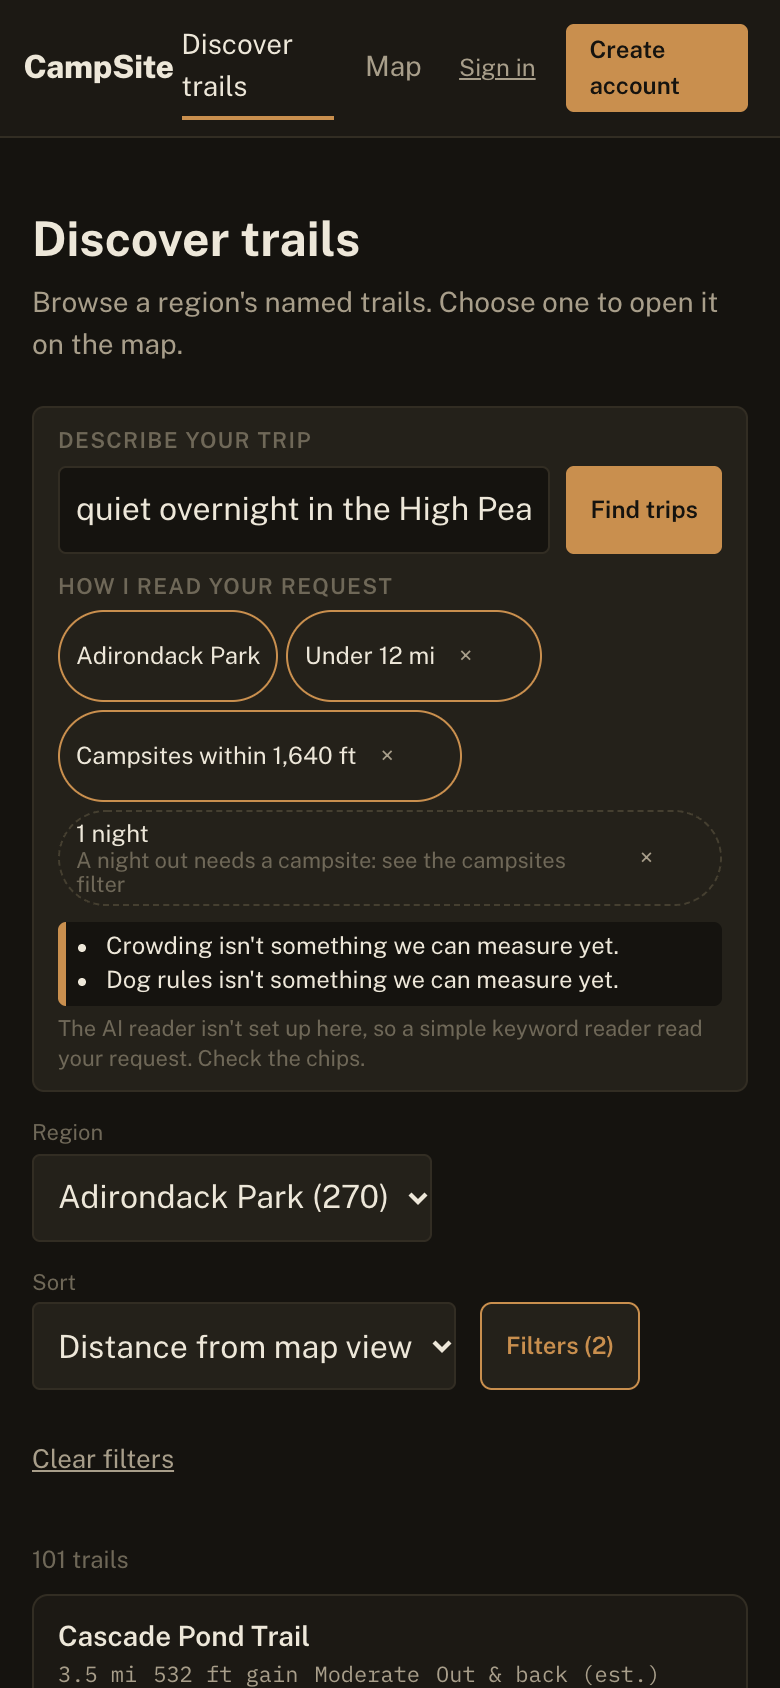 CampSite
Discover
trails
Map
Sign in
Create
account
Discover trails
Browse a region's named trails. Choose one to open it
on the map.
DESCRIBE YOUR TRIP
quiet overnight in the High Pea
Find trips
HOW I READ YOUR REQUEST
Adirondack Park
Under 12 mi ×
Campsites within 1,640 ft ×
1 night
A night out needs a campsite: see the campsites
filter
×
• Crowding isn't something we can measure yet.
• Dog rules isn't something we can measure yet.
The AI reader isn't set up here, so a simple keyword reader read
your request. Check the chips.
Region
Adirondack Park (270)
Sort
Distance from map view
Filters (2)
Clear filters
101 trails
Cascade Pond Trail
3.5 mi 532 ft gain Moderate Out & back (est.)